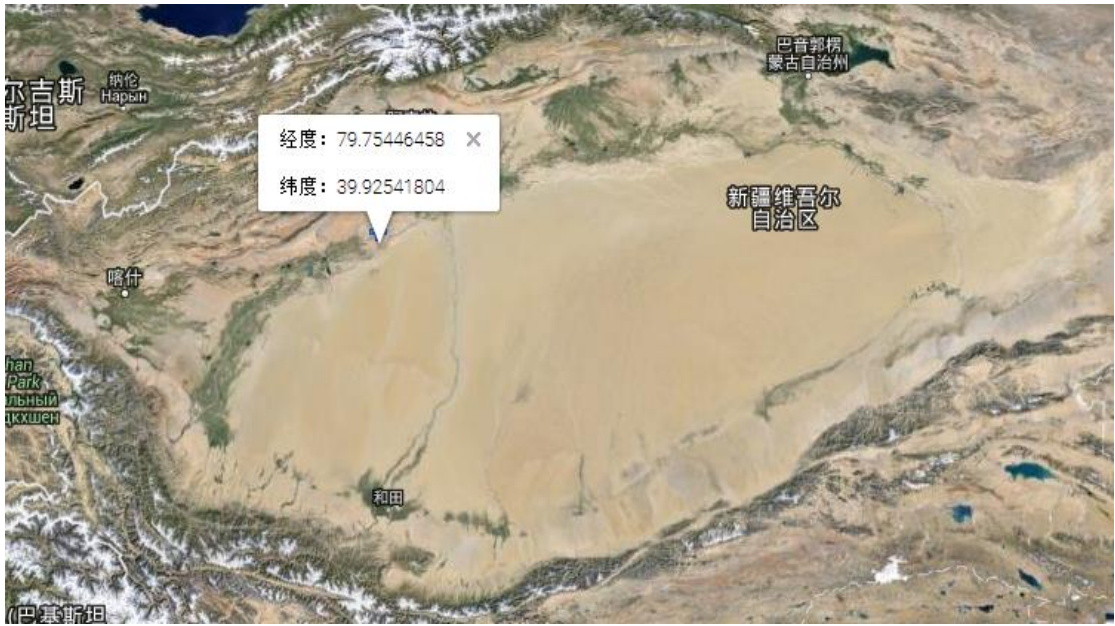 巴音郭楞
蒙古自治州
尔吉斯
斯坦
纳伦
Нарын
经度：79.75446458 ×
纬度：39.92541804
新疆维吾尔
自治区
喀什
han
Park
льный
дкхшен
和田
(巴基斯坦